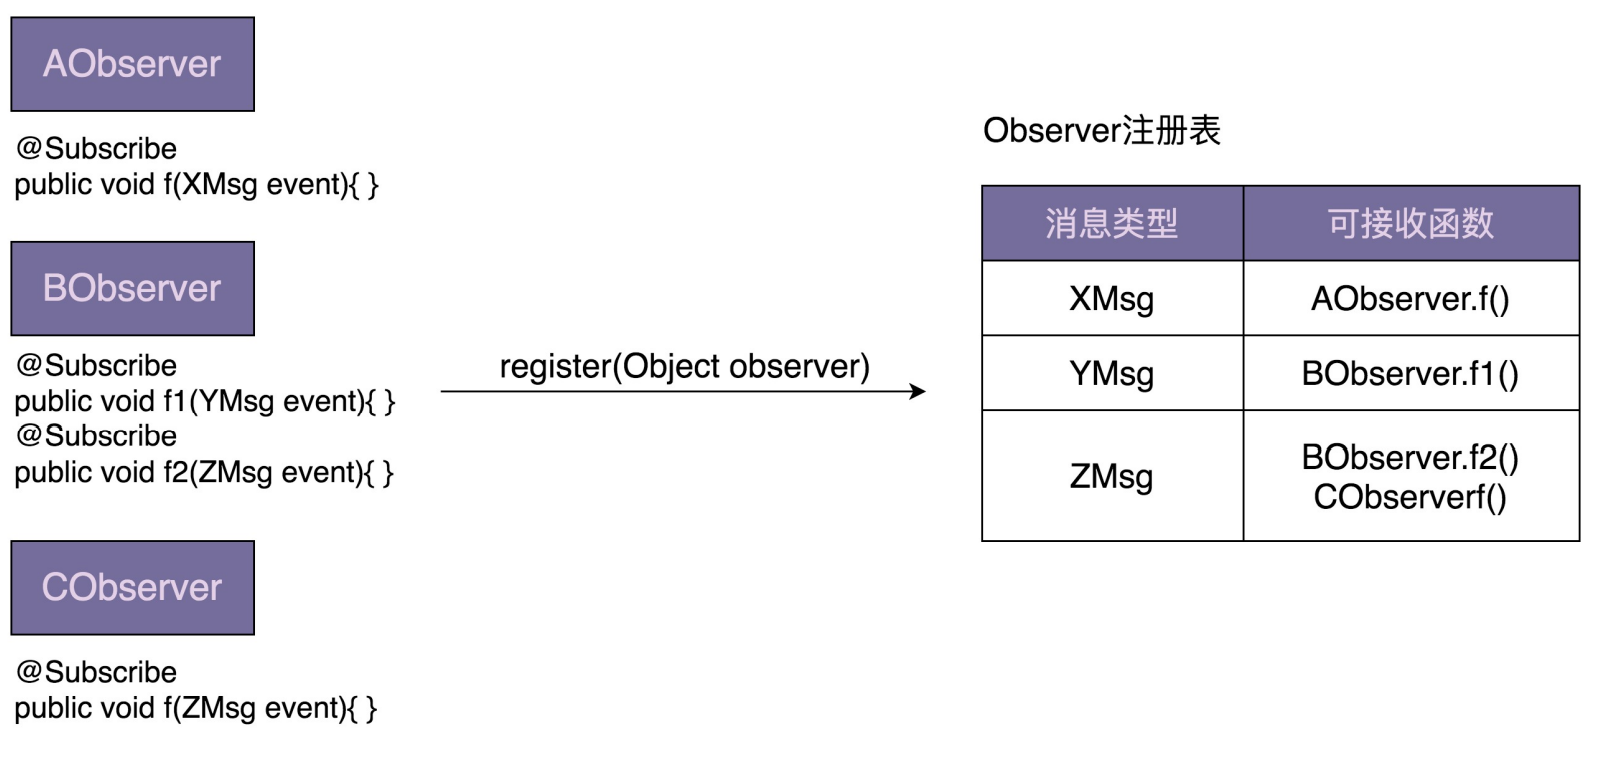 AObserver
@Subscribe
public void f(XMsg event){ }
BObserver
@Subscribe
public void f1(YMsg event){ }
@Subscribe
public void f2(ZMsg event){ }
CObserver
@Subscribe
public void f(ZMsg event){ }
register(Object observer)
Observer注册表
消息类型 可接收函数
XMsg AObserver.f()
YMsg BObserver.f1()
ZMsg BObserver.f2()
CObserverf()